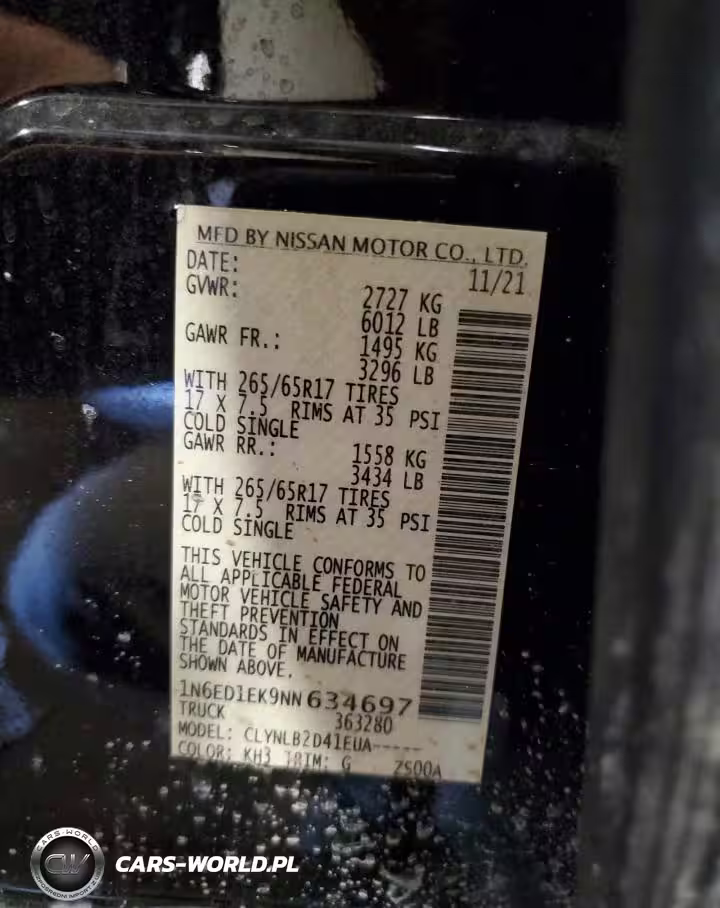 MFD BY NISSAN MOTOR CO., LTD.
DATE: 11/21
GVWR: 2727 KG
6012 LB
GAWR FR.: 1495 KG
3296 LB
WITH 265/65R17 TIRES
17 X 7.5 RIMS AT 35 PSI
COLD SINGLE
GAWR RR.: 1558 KG
3434 LB
WITH 265/65R17 TIRES
17 X 7.5 RIMS AT 35 PSI
COLD SINGLE
THIS VEHICLE CONFORMS TO
ALL APPLICABLE FEDERAL
MOTOR VEHICLE SAFETY AND
THEFT PREVENTION
STANDARDS IN EFFECT ON
THE DATE OF MANUFACTURE
SHOWN ABOVE.
1N6ED1EK9NN634697
TRUCK 363280
MODEL: CLYNLB2D41EUA-----
COLOR: KH3 TRIM: G ZS00A
CARS-WORLD
CW
CARS-WORLD.PL